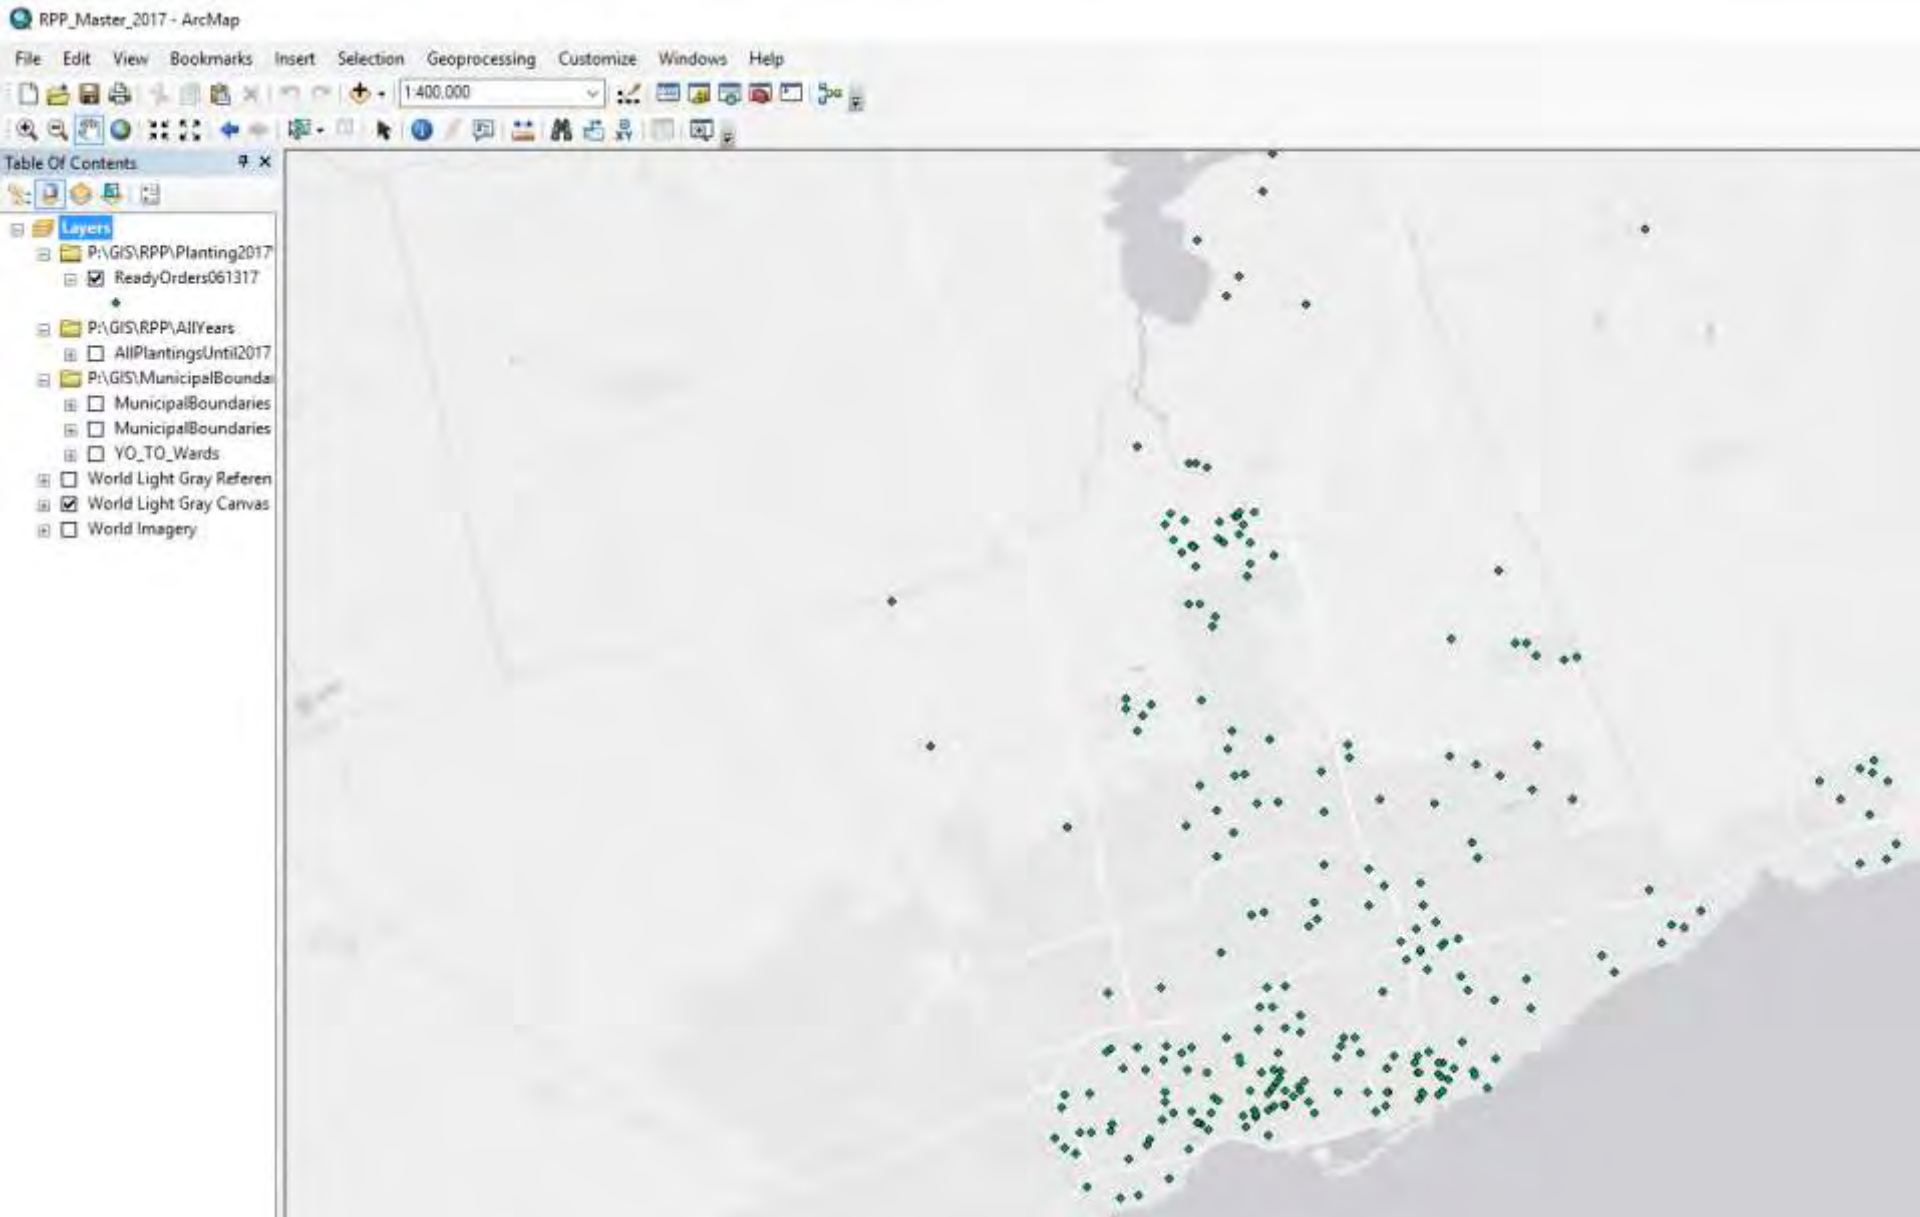 RPP_Master_2017 - ArcMap
File Edit View Bookmarks Insert Selection Geoprocessing Customize Windows Help
1:400,000
Table Of Contents
Layers
P:\GIS\RPP\Planting2017
ReadyOrders061317
P:\GIS\RPP\AllYears
AllPlantingsUntil2017
P:\GIS\MunicipalBounda
MunicipalBoundaries
MunicipalBoundaries
YO_TO_Wards
World Light Gray Referen
World Light Gray Canvas
World Imagery